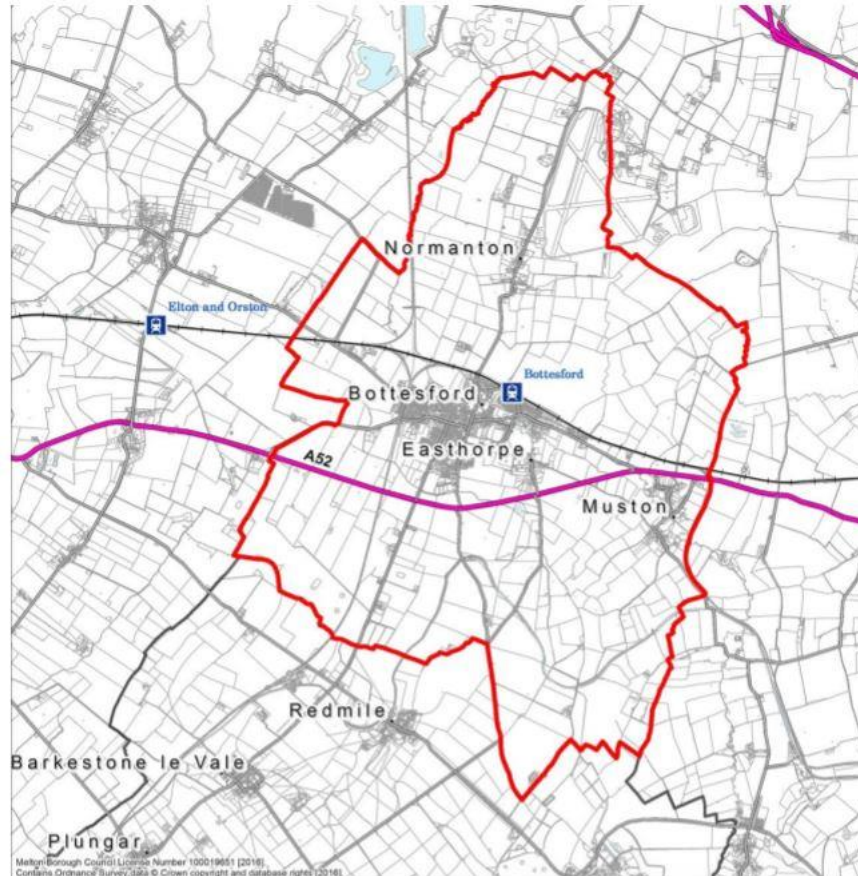 Normanton
Elton and Orston
Bottesford
Bottesford
Easthorpe
A52
Muston
Redmile
Barkestone le Vale
Plungar
Melton Borough Council License Number 100019651 [2016]
Contains Ordnance Survey data © Crown copyright and database rights [2016]